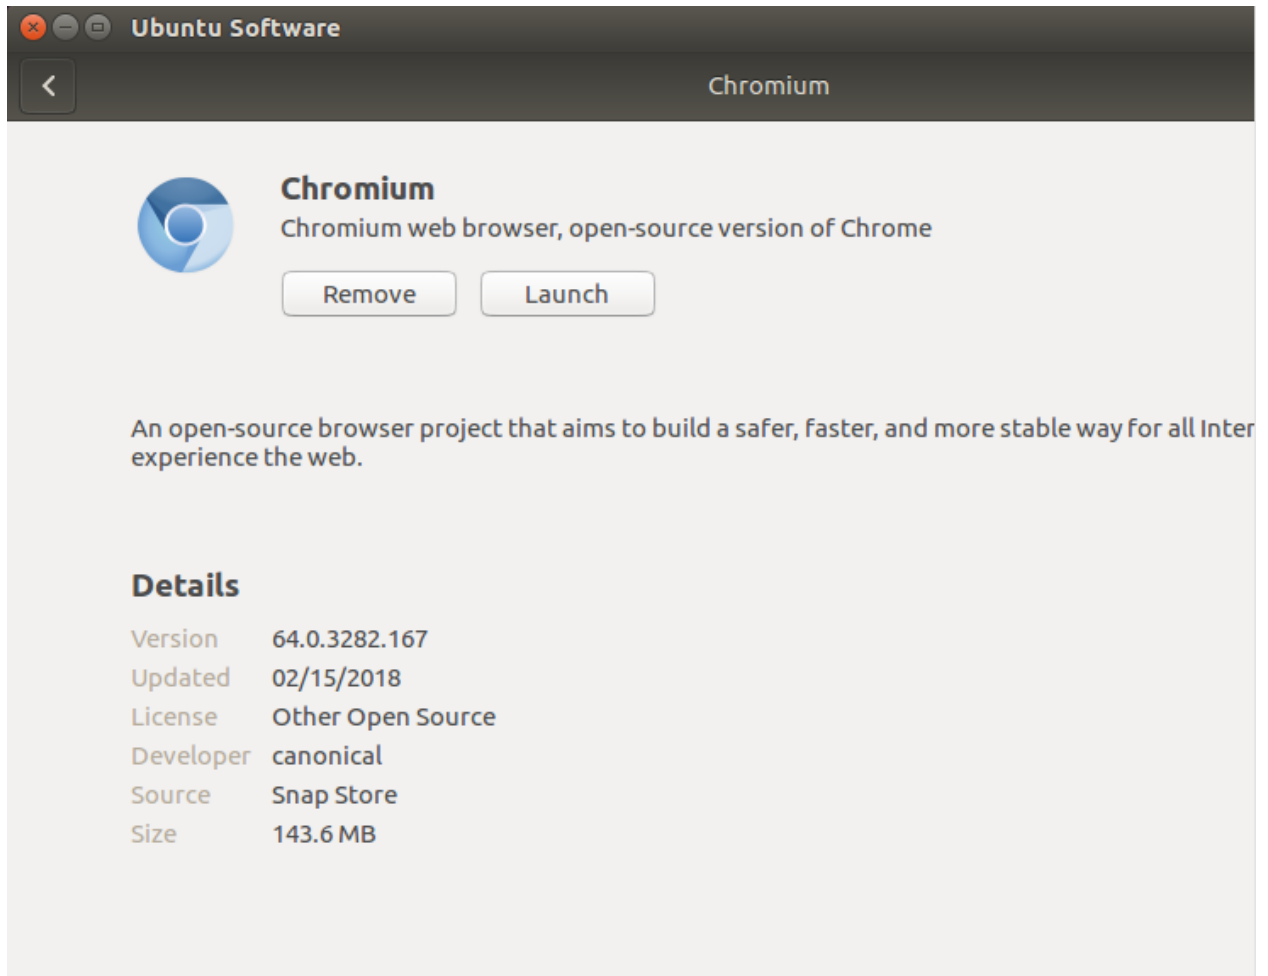 Ubuntu Software
Chromium
Chromium
Chromium web browser, open-source version of Chrome
Remove Launch
An open-source browser project that aims to build a safer, faster, and more stable way for all Inter
experience the web.
Details
Version 64.0.3282.167
Updated 02/15/2018
License Other Open Source
Developer canonical
Source Snap Store
Size 143.6 MB